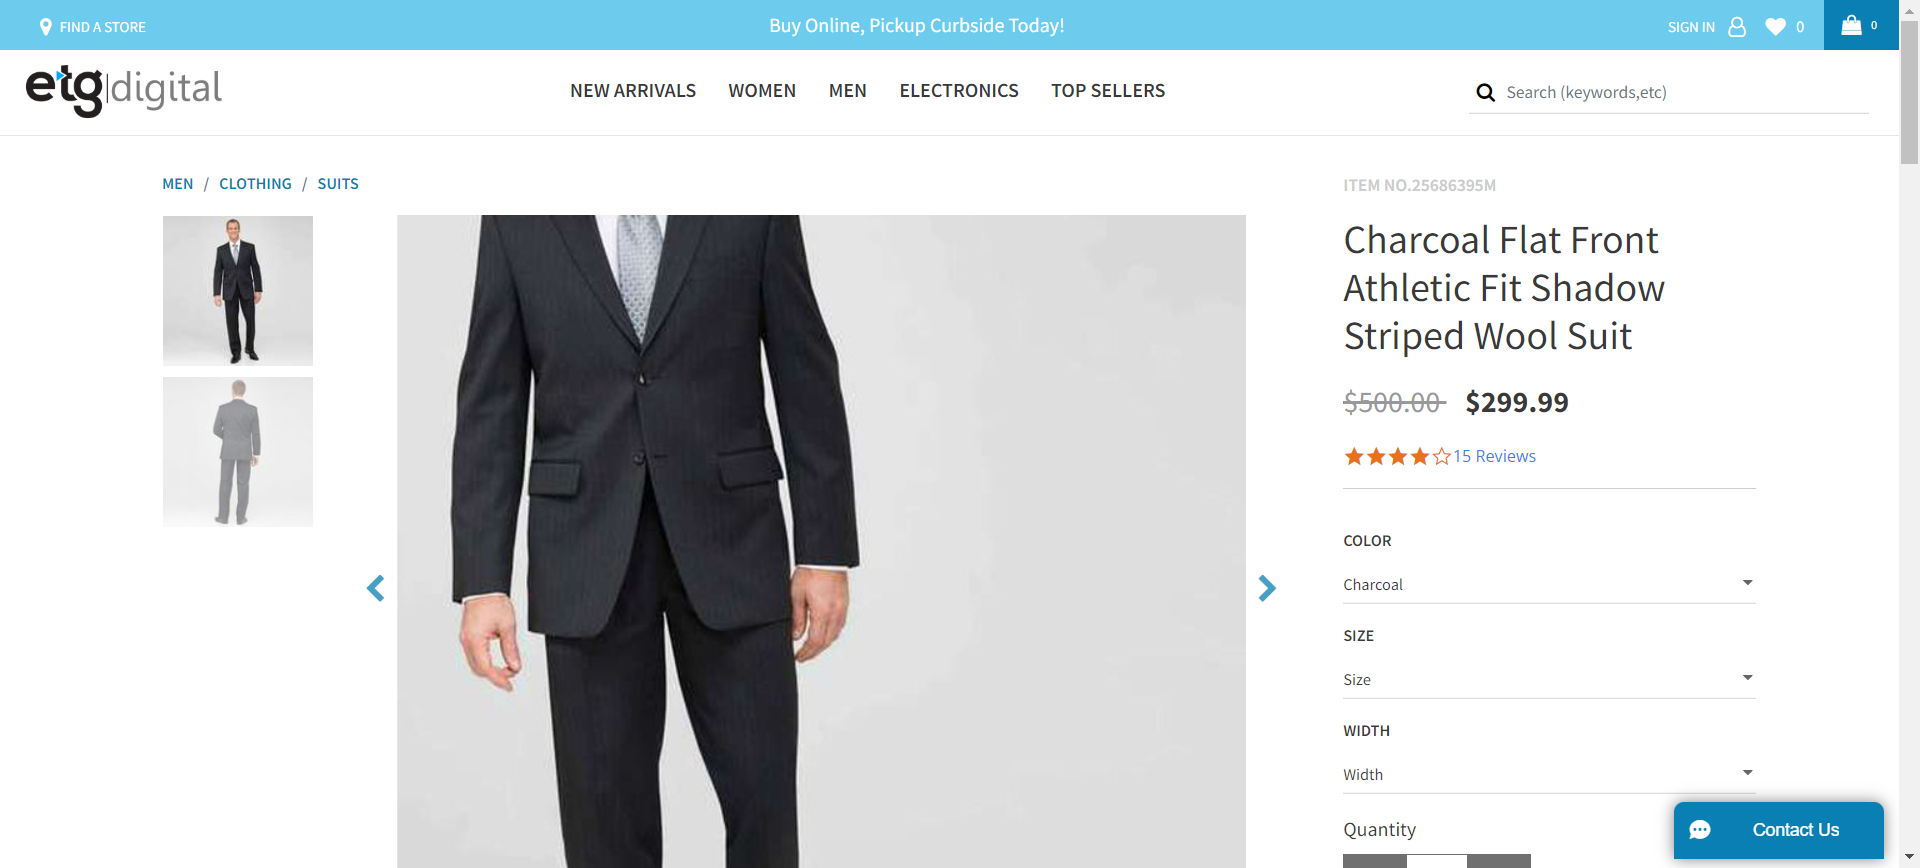 FIND A STORE
Buy Online, Pickup Curbside Today!
SIGN IN
0
0
etg|digital
NEW ARRIVALS
WOMEN
MEN
ELECTRONICS
TOP SELLERS
Search (keywords,etc)
MEN / CLOTHING / SUITS
ITEM NO.25686395M
Charcoal Flat Front
Athletic Fit Shadow
Striped Wool Suit
$500.00 $299.99
15 Reviews
COLOR
Charcoal
SIZE
Size
WIDTH
Width
Quantity
Contact Us